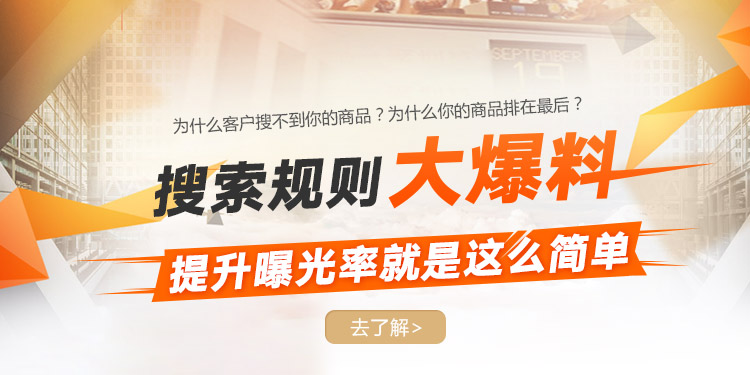 SEPTEMBER
19
为什么客户搜不到你的商品？为什么你的商品排在最后？
搜索规则大爆料
提升曝光率就是这么简单
去了解>